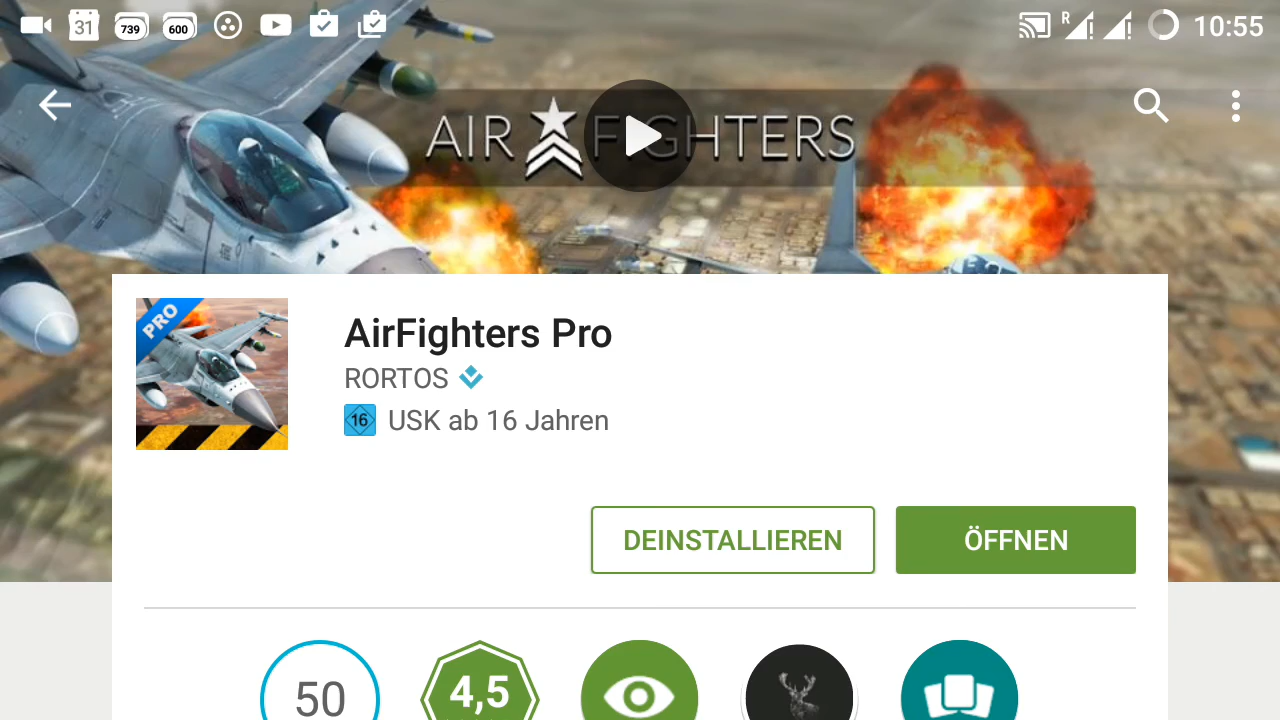 31 739 600 R 10:55
AIR FIGHTERS
PRO
AirFighters Pro
RORTOS
16 USK ab 16 Jahren
DEINSTALLIEREN ÖFFNEN
50 4,5